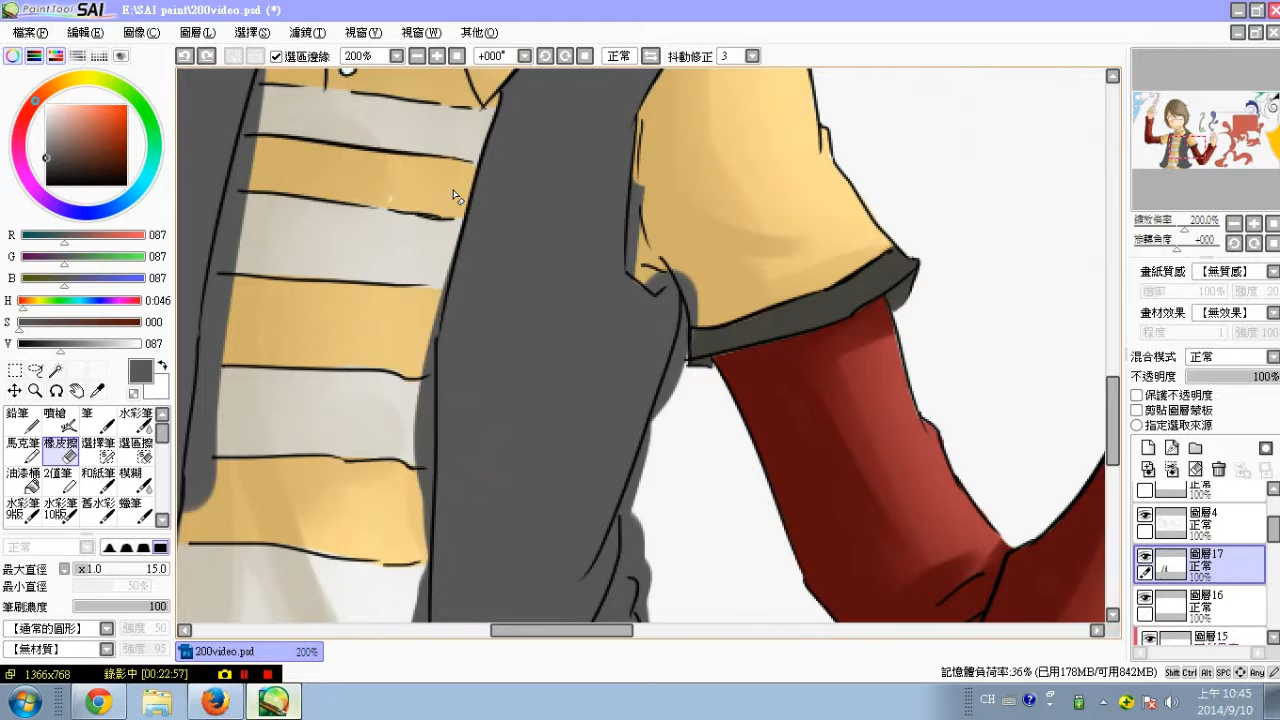 PaintTool SAI E:\SAI paint\200video.psd (*)
檔案(F) 編輯(E) 圖像(C) 圖層(L) 選擇(S) 濾鏡(T) 視窗(V) 視窗(W) 其他(O)
選區邊緣 200% +000° 正常 抖動修正 3
R 087
G 087
B 087
H 0:046
S 000
V 087
鉛筆 噴槍 筆 水彩筆
馬克筆 橡皮擦 選擇筆 選區擦
油漆桶 2值筆 和紙筆 模糊
水彩筆 9版 水彩筆 10版 舊水彩 蠟筆
正常
最大直徑 x1.0 15.0
最小直徑 50%
筆刷濃度 100
【通常的圓形】 強度 50
【無材質】 強度 95
縮放倍率 200.0%
旋轉角度 +000
畫紙質感 【無質感】
100% 強度 20
畫材效果 【無效果】
程度 1 強度 100
混合模式 正常
不透明度 100%
保護不透明度
剪貼圖層蒙板
指定選取來源
正常
100%
圖層4
正常
100%
圖層17
正常
100%
圖層16
正常
100%
圖層15
200video.psd 200%
記憶體負荷率:36% (已用178MB/可用842MB) Shift Ctrl Alt SPC Any
1366x768 錄影中 [00:22:57]
CH
上午 10:45
2014/9/10